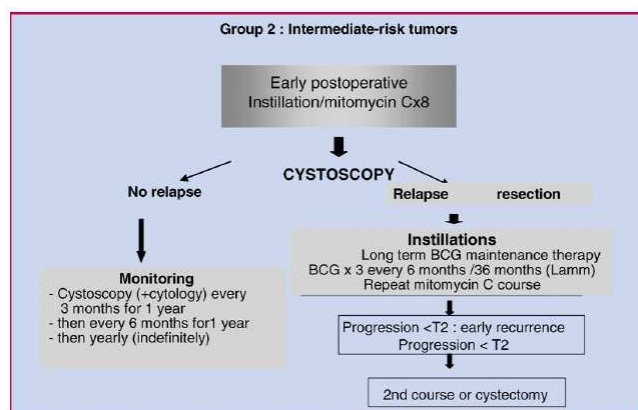 Group 2 : Intermediate-risk tumors
Early postoperative
Instillation/mitomycin Cx8
CYSTOSCOPY
No relapse
Monitoring
- Cystoscopy (+cytology) every
3 months for 1 year
- then every 6 months for1 year
- then yearly (indefinitely)
Relapse resection
Instillations
Long term BCG maintenance therapy
BCG x 3 every 6 months /36 months (Lamm)
Repeat mitomycin C course
Progression <T2 : early recurrence
Progression < T2
2nd course or cystectomy